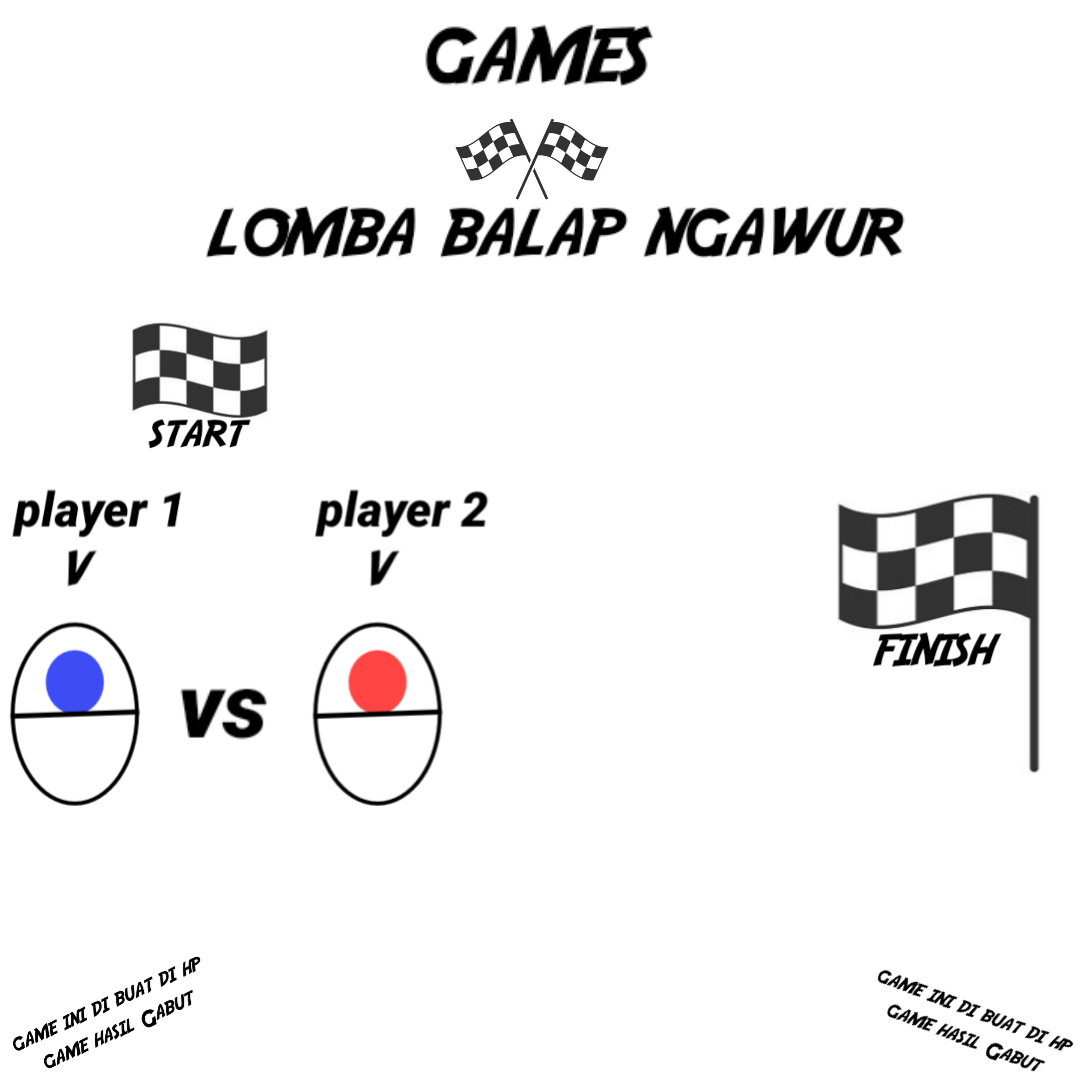 GAMES
LOMBA BALAP NGAWUR
START
player 1
V
player 2
V
VS
FINISH
GAME INI DI BUAT DI HP
GAME HASIL GABUT
GAME INI DI BUAT DI HP
GAME HASIL GABUT